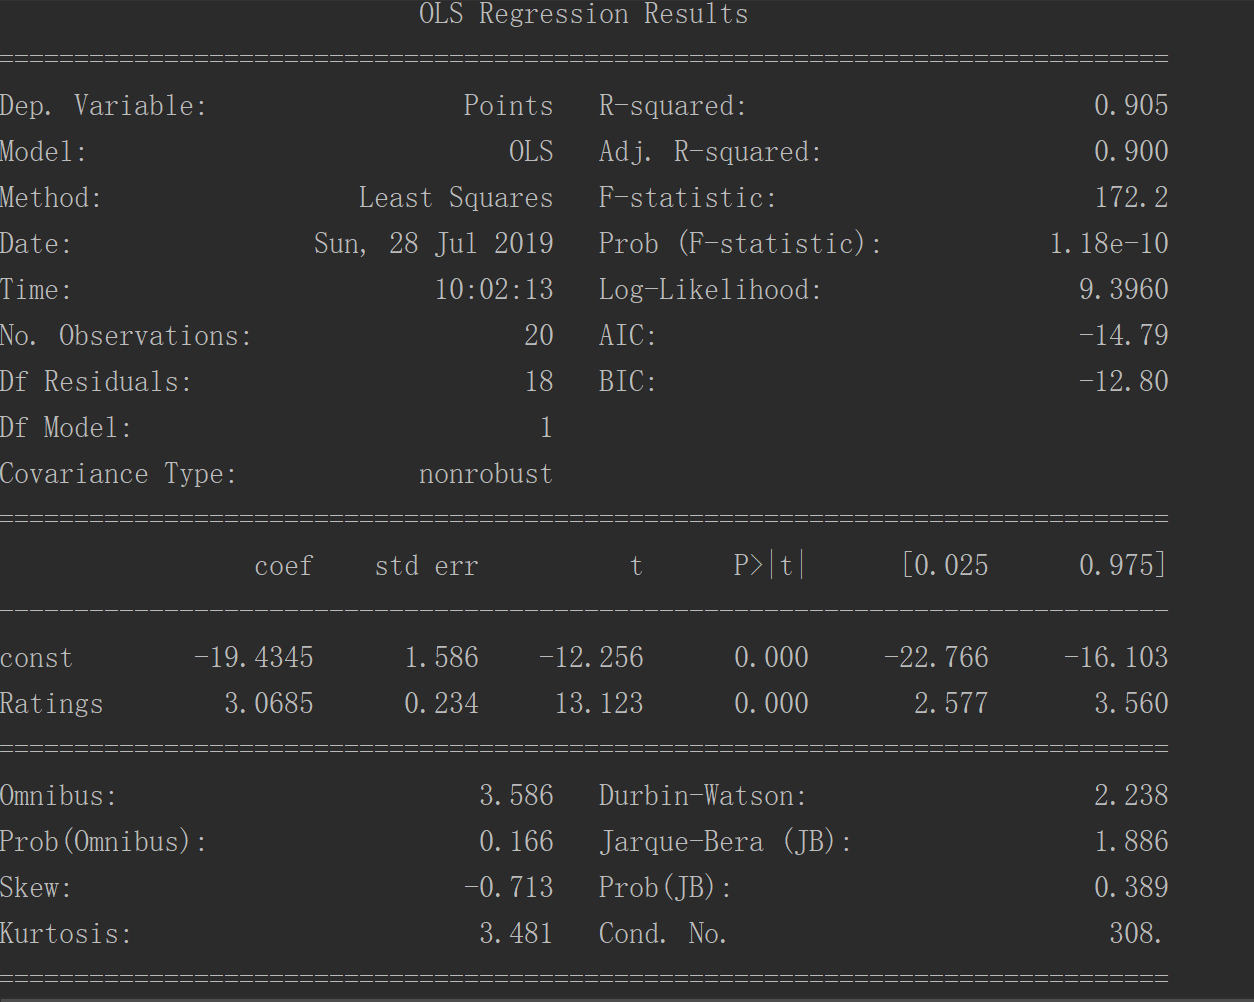 OLS Regression Results
==============================================================================
Dep. Variable: Points R-squared: 0.905
Model: OLS Adj. R-squared: 0.900
Method: Least Squares F-statistic: 172.2
Date: Sun, 28 Jul 2019 Prob (F-statistic): 1.18e-10
Time: 10:02:13 Log-Likelihood: 9.3960
No. Observations: 20 AIC: -14.79
Df Residuals: 18 BIC: -12.80
Df Model: 1
Covariance Type: nonrobust
==============================================================================
coef std err t P>|t| [0.025 0.975]
------------------------------------------------------------------------------
const -19.4345 1.586 -12.256 0.000 -22.766 -16.103
Ratings 3.0685 0.234 13.123 0.000 2.577 3.560
==============================================================================
Omnibus: 3.586 Durbin-Watson: 2.238
Prob(Omnibus): 0.166 Jarque-Bera (JB): 1.886
Skew: -0.713 Prob(JB): 0.389
Kurtosis: 3.481 Cond. No. 308.
==============================================================================